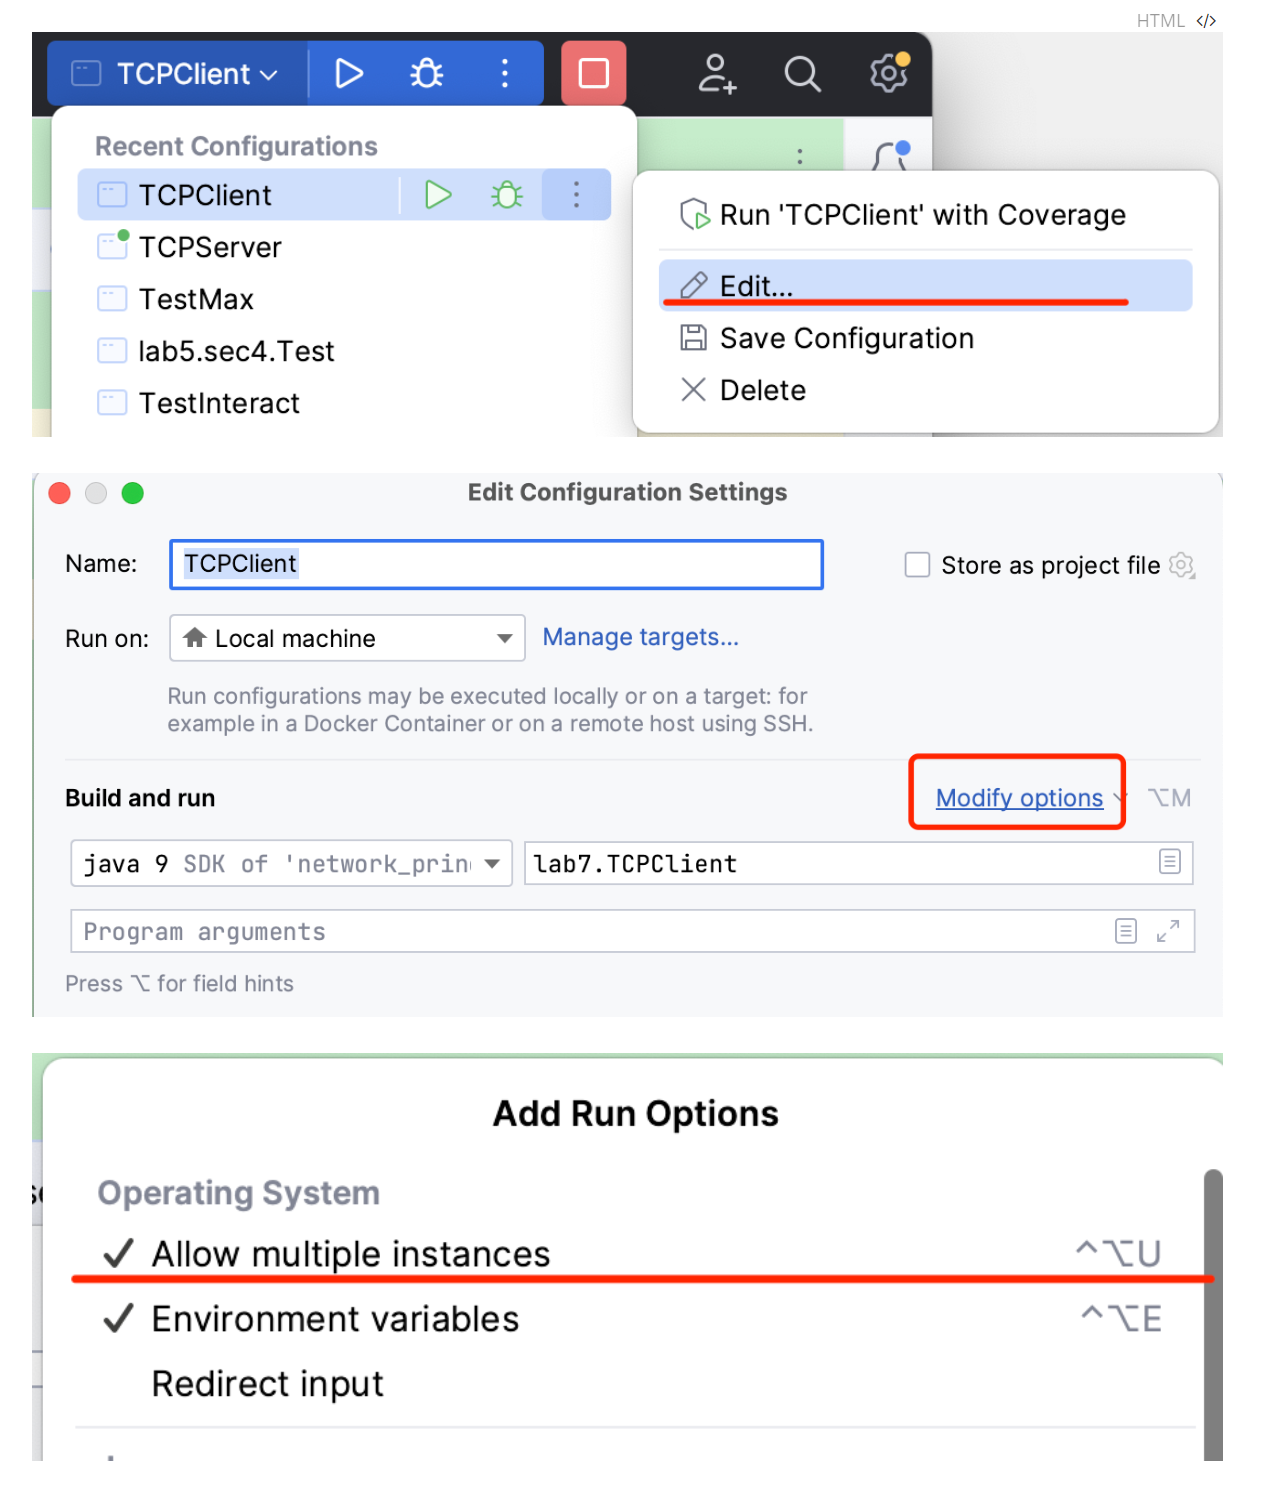 HTML </>
TCPClient
Recent Configurations
TCPClient
TCPServer
TestMax
lab5.sec4.Test
TestInteract
Run 'TCPClient' with Coverage
Edit...
Save Configuration
Delete
Edit Configuration Settings
Name: TCPClient Store as project file
Run on: Local machine Manage targets...
Run configurations may be executed locally or on a target: for
example in a Docker Container or on a remote host using SSH.
Build and run Modify options ⌥M
java 9 SDK of 'network_prin lab7.TCPClient
Program arguments
Press ⌥ for field hints
Add Run Options
Operating System
✓ Allow multiple instances ^⌥U
✓ Environment variables ^⌥E
Redirect input